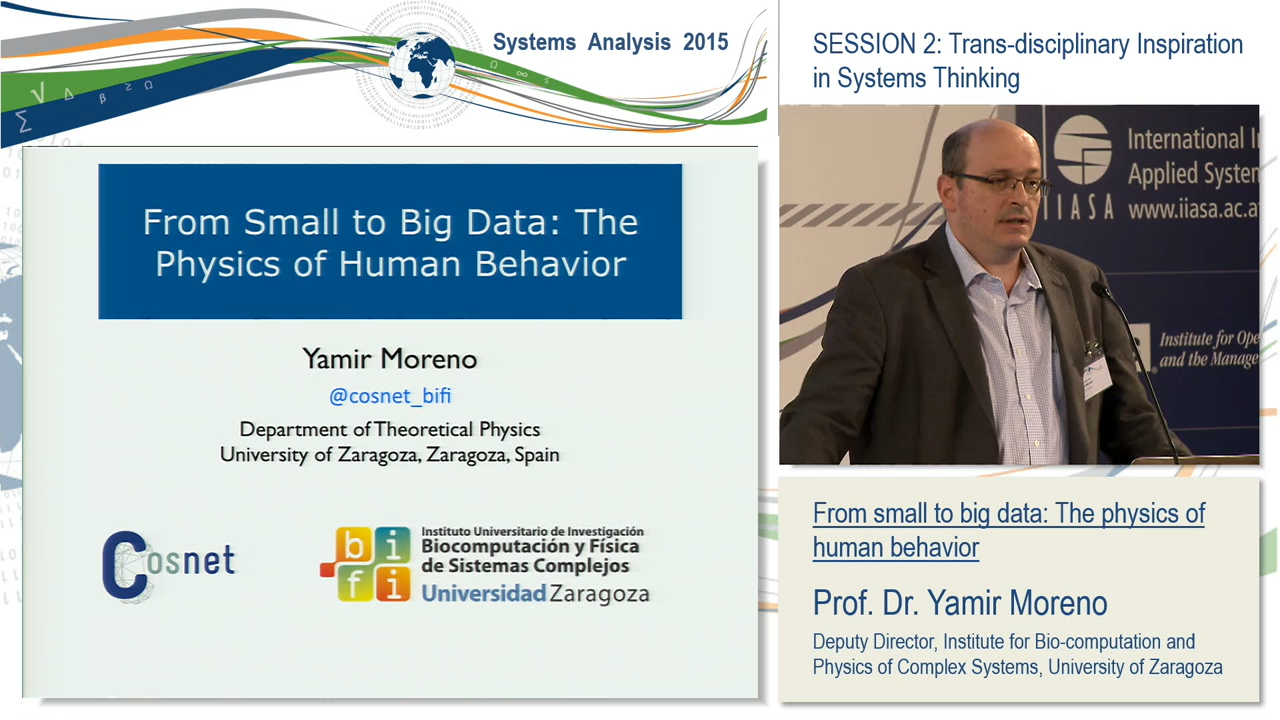 Systems Analysis 2015
From Small to Big Data: The
Physics of Human Behavior
Yamir Moreno
@cosnet_bifi
Department of Theoretical Physics
University of Zaragoza, Zaragoza, Spain
Cosnet
bifi
Instituto Universitario de Investigación
Biocomputación y Física
de Sistemas Complejos
Universidad Zaragoza
SESSION 2: Trans-disciplinary Inspiration
in Systems Thinking
IIASA
International I
Applied System
www.iiasa.ac.a
Institute for Ope
and the Manage
From small to big data: The physics of
human behavior
Prof. Dr. Yamir Moreno
Deputy Director, Institute for Bio-computation and
Physics of Complex Systems, University of Zaragoza